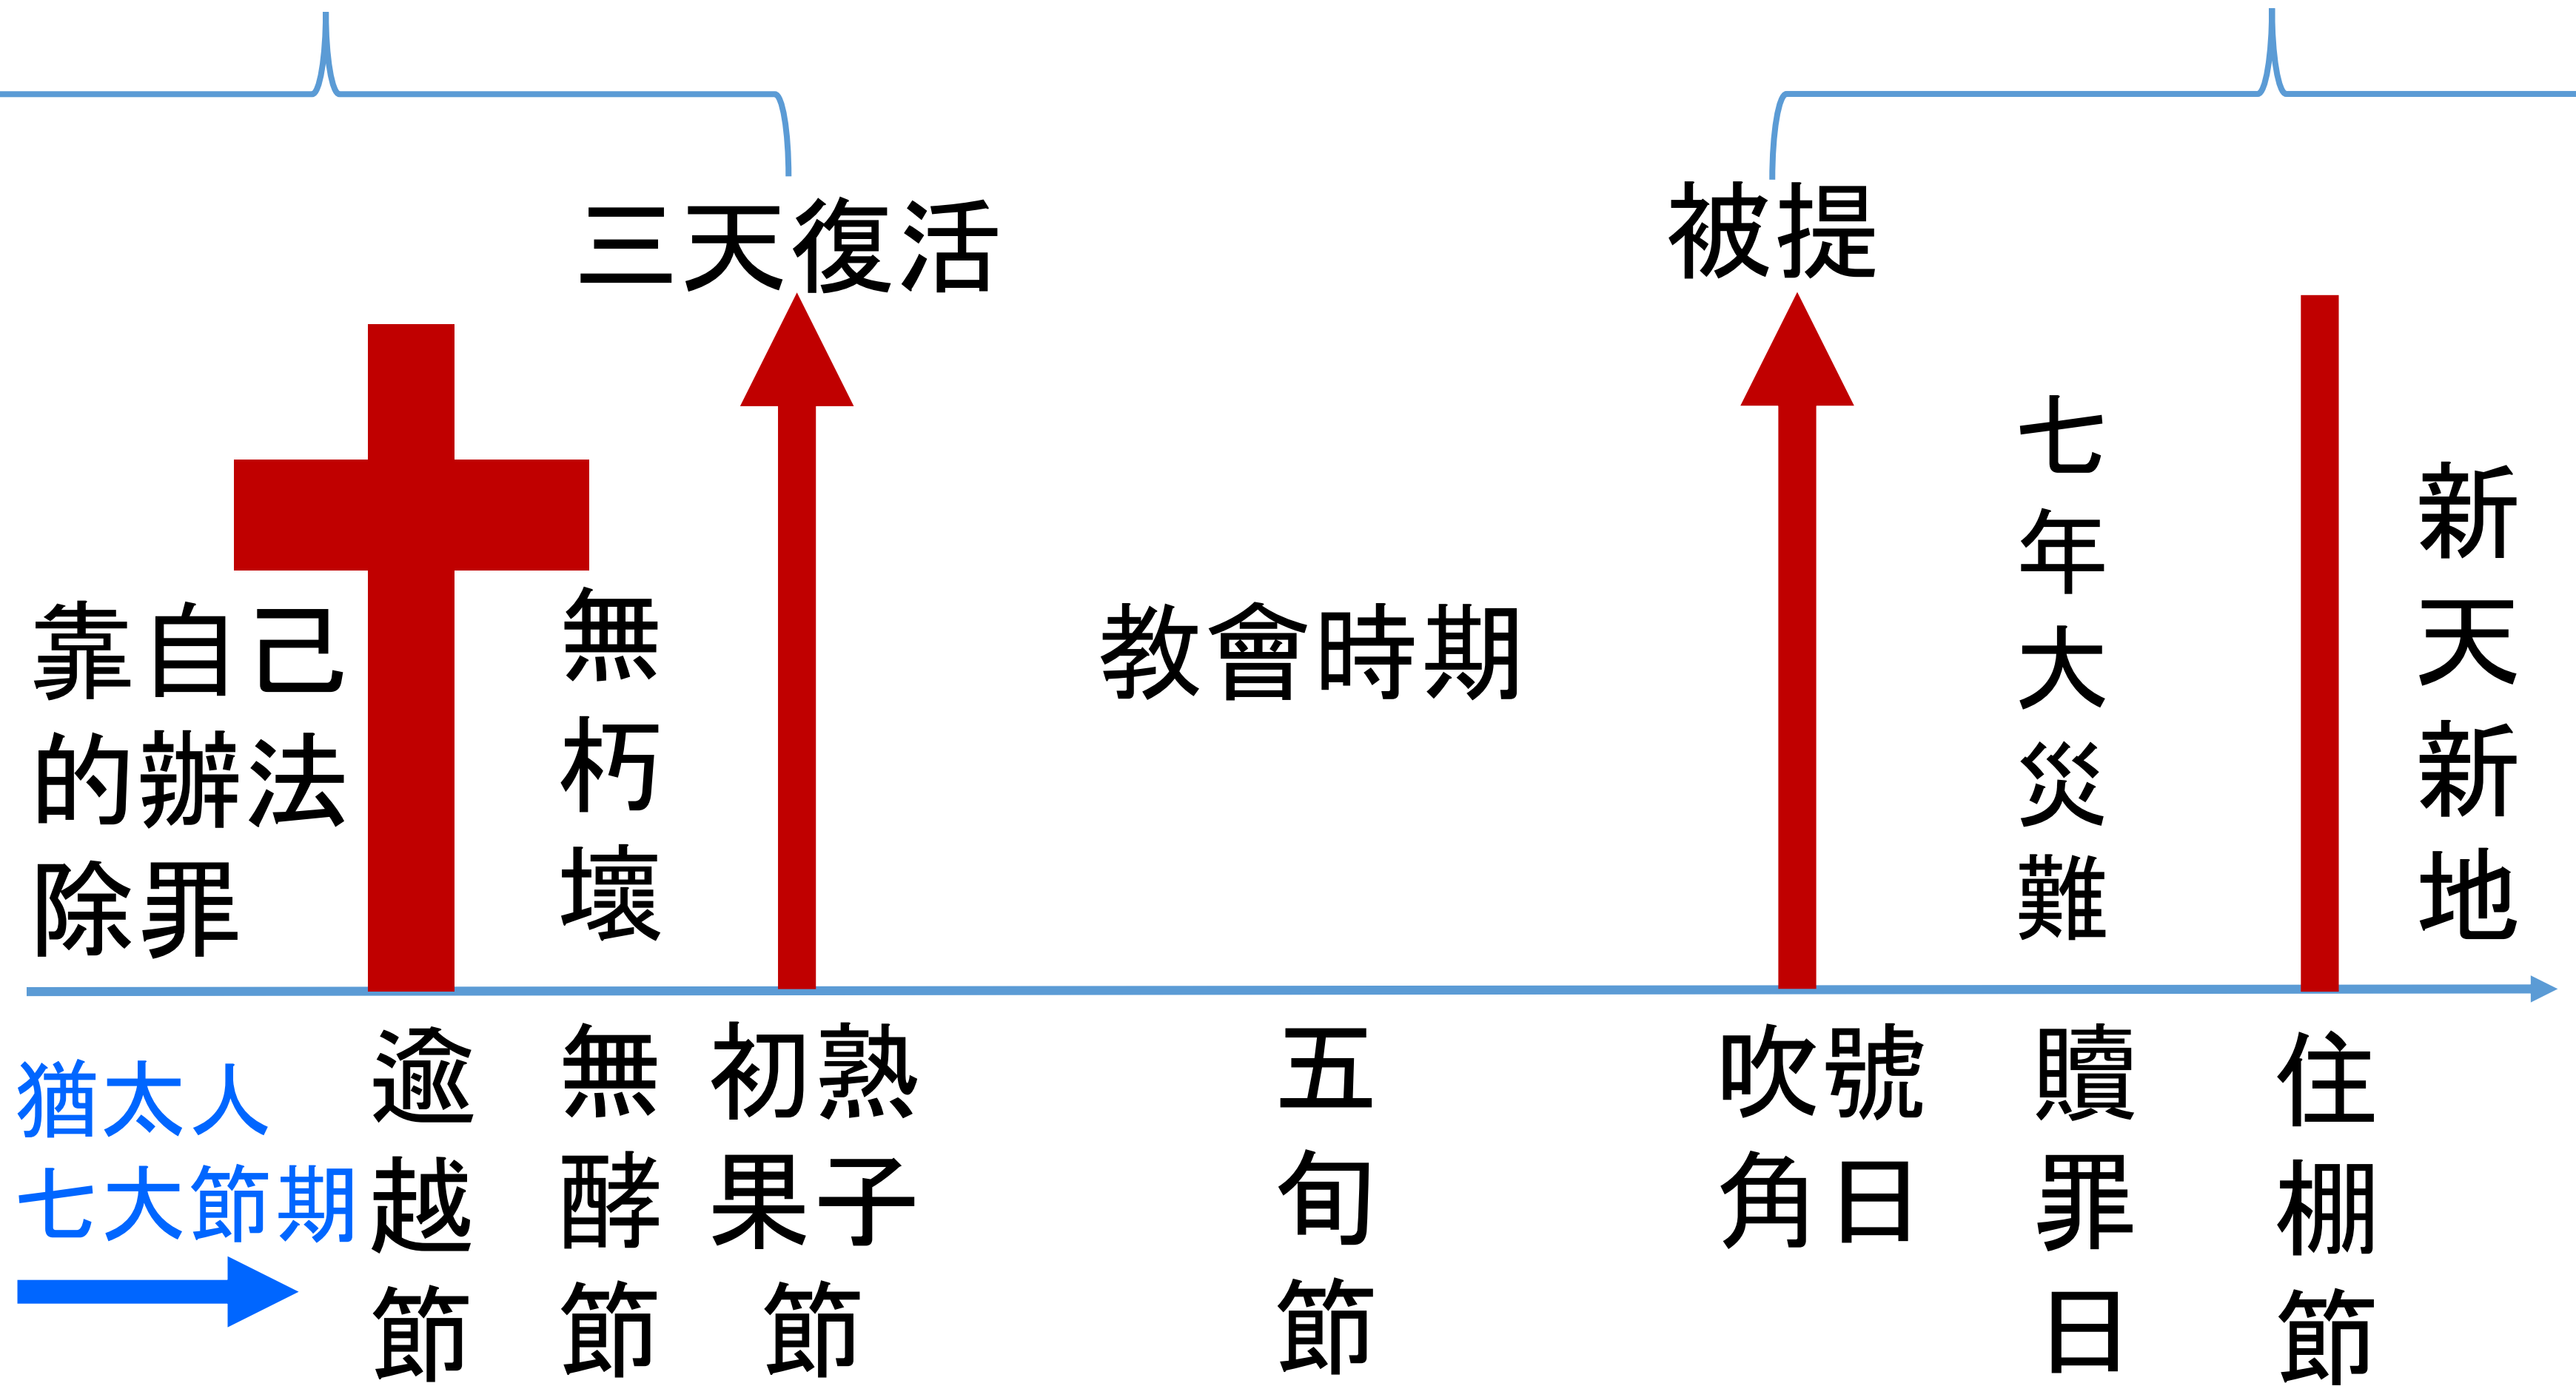 三天復活
被提
靠自己
的辦法
除罪
無朽壞
教會時期
七年大災難
新天新地
猶太人
七大節期
逾越節
無酵節
初熟
果子
節
五旬節
吹號
角日
贖罪日
住棚節